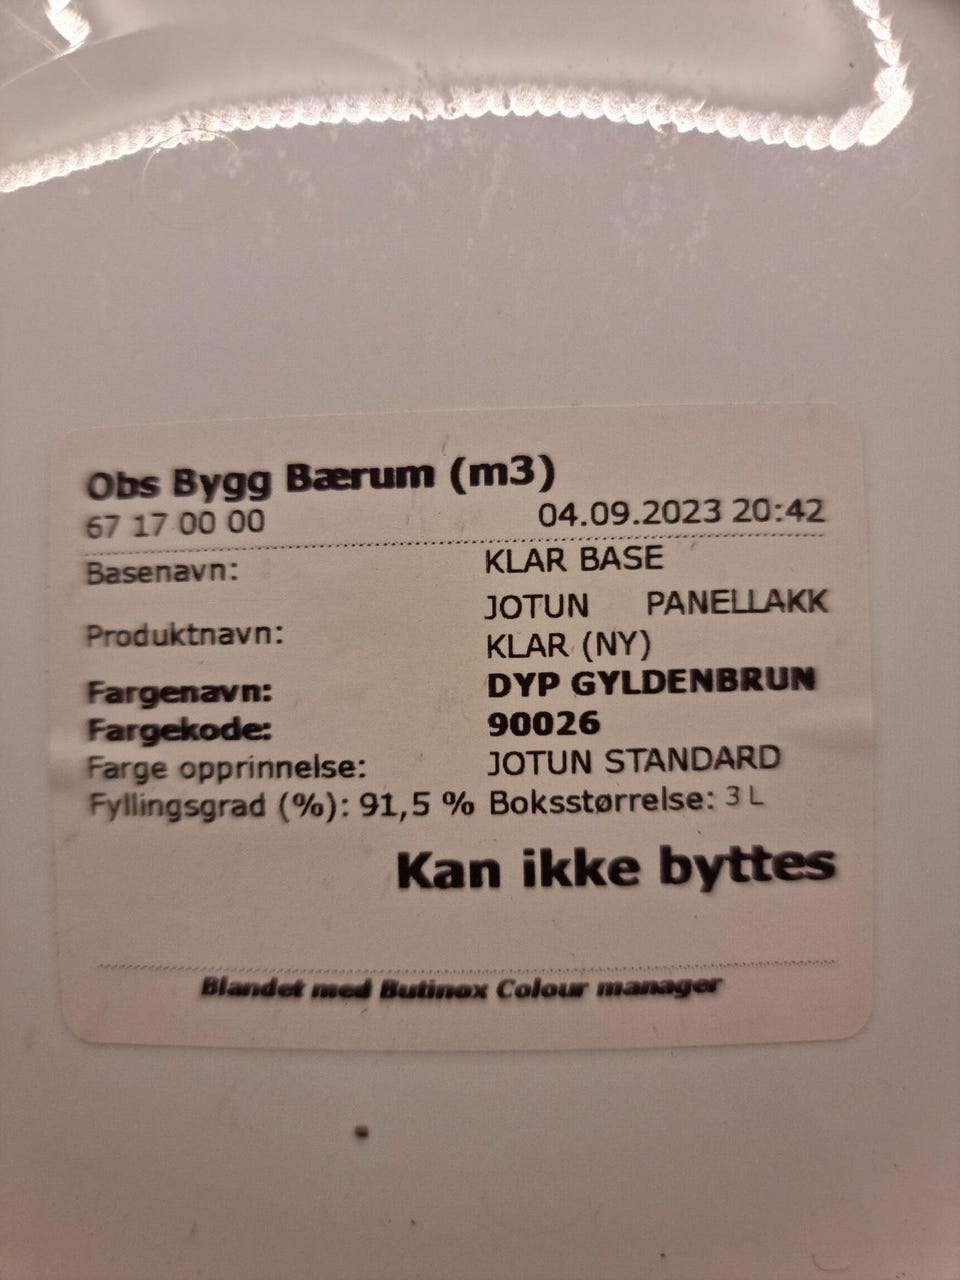 Obs Bygg Bærum (m3)
67 17 00 00 04.09.2023 20:42
Basenavn: KLAR BASE
Produktnavn: JOTUN PANELLAKK
KLAR (NY)
Fargenavn: DYP GYLDENBRUN
Fargekode: 90026
Farge opprinnelse: JOTUN STANDARD
Fyllingsgrad (%): 91,5 % Boksstørrelse: 3 L
Kan ikke byttes
Blandet med Butinox Colour manager